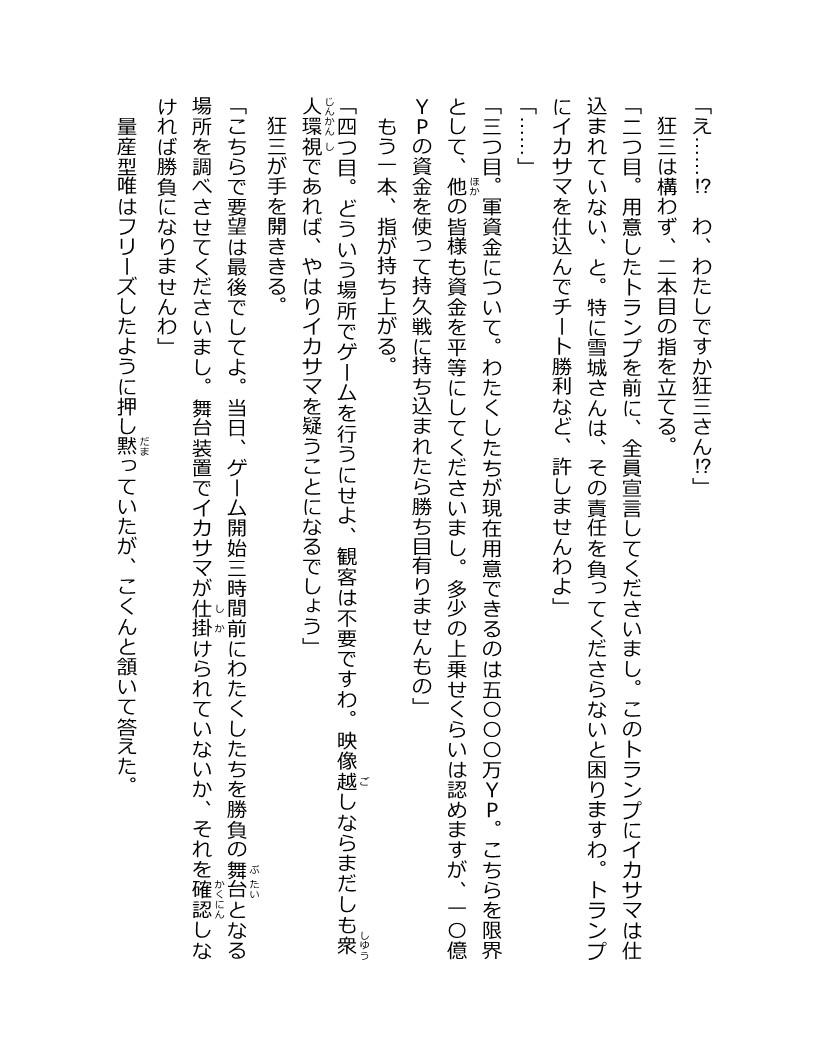 「え……!?　わ、わたしですか狂三さん!?」
　狂三は構わず、二本目の指を立てる。
「二つ目。用意したトランプを前に、全員宣言してくださいまし。このトランプにイカサマは仕
込まれていない、と。特に雪城さんは、その責任を負ってくださらないと困りますわ。トランプ
にイカサマを仕込んでチート勝利など、許しませんわよ」
「……」
「三つ目。軍資金について。わたくしたちが現在用意できるのは五〇〇〇万ＹＰ。こちらを限界
として、他の皆様も資金を平等にしてくださいまし。多少の上乗せくらいは認めますが、一〇億
ＹＰの資金を使って持久戦に持ち込まれたら勝ち目有りませんもの」
　もう一本、指が持ち上がる。
「四つ目。どういう場所でゲームを行うにせよ、観客は不要ですわ。映像越しならまだしも衆
人環視であれば、やはりイカサマを疑うことになるでしょう」
　狂三が手を開ききる。
「こちらで要望は最後でしてよ。当日、ゲーム開始三時間前にわたくしたちを勝負の舞台となる
場所を調べさせてくださいまし。舞台装置でイカサマが仕掛けられていないか、それを確認しな
ければ勝負になりませんわ」
　量産型唯はフリーズしたように押し黙っていたが、こくんと頷いて答えた。